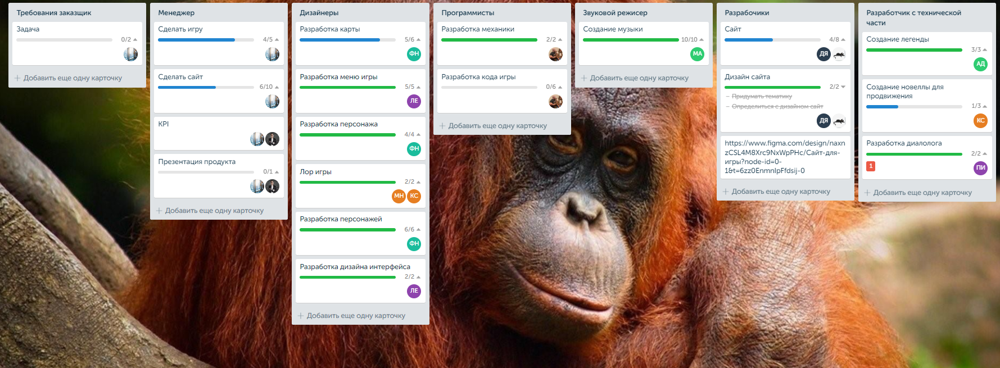 Требования заказщик
Задача
0/2
Добавить еще одну карточку
Менеджер
Сделать игру
4/5
Сделать сайт
6/10
KPI
Презентация продукта
0/1
Добавить еще одну карточку
Дизайнеры
Разработка карты
5/6
ФН
Разработка меню игры
5/5
ЛЕ
Разработка персонажа
4/4
ФН
Лор игры
2/2
МН КС
Разработка персонажей
6/6
ФН
Разработка дизайна интерфейса
2/2
ЛЕ
Добавить еще одну карточку
Программисты
Разработка механики
2/2
Разработка кода игры
0/6
Добавить еще одну карточку
Звуковой режисер
Создание музыки
10/10
МА
Добавить еще одну карточку
Разрабочики
Сайт
4/8
ДЯ
Дизайн сайта
2/2
– Придумать тематику
– Определиться с дизайном сайт
ДЯ
https://www.figma.com/design/naxn
zCSL4M8Xrc9NxWpPHc/Сайт-для-
игры?node-id=0-
1&t=6zz0EnmnIpFfdsij-0
Добавить еще одну карточку
Разработчик с технической
части
Создание легенды
3/3
АД
Создание новеллы для
продвижения
1/3
КС
Разработка диалолога
2/2
1
ПИ
Добавить еще одну карточку